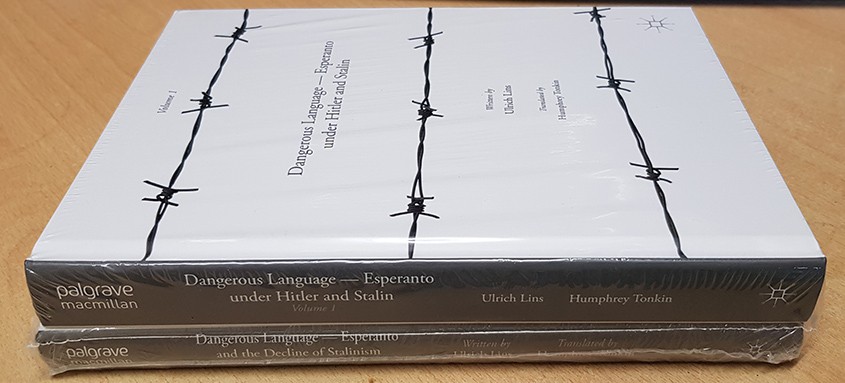 Volume 1
Dangerous Language — Esperanto
under Hitler and Stalin
Written by
Ulrich Lins
Translated by
Humphrey Tonkin
palgrave
macmillan
Dangerous Language — Esperanto
under Hitler and Stalin
Volume 1
Ulrich Lins
Humphrey Tonkin
palgrave
macmillan
Dangerous Language — Esperanto
and the Decline of Stalinism
Written by
Ulrich Lins
Translated by